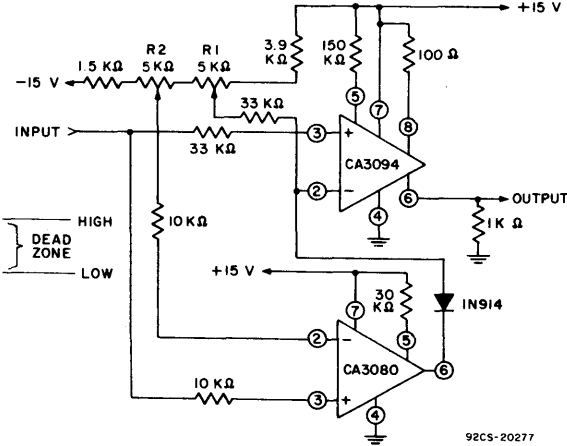 +15 V
R2
R1
3.9
KΩ
150
KΩ
100 Ω
1.5 KΩ
5 KΩ
5 KΩ
-15 V
5
7
33 KΩ
8
INPUT
3
+
33 KΩ
CA3094
2
-
6
OUTPUT
4
1K
Ω
HIGH
10 KΩ
DEAD
ZONE
LOW
+15 V
30
KΩ
IN914
7
5
2
-
CA3080
6
10 KΩ
3
+
4
92CS-20277